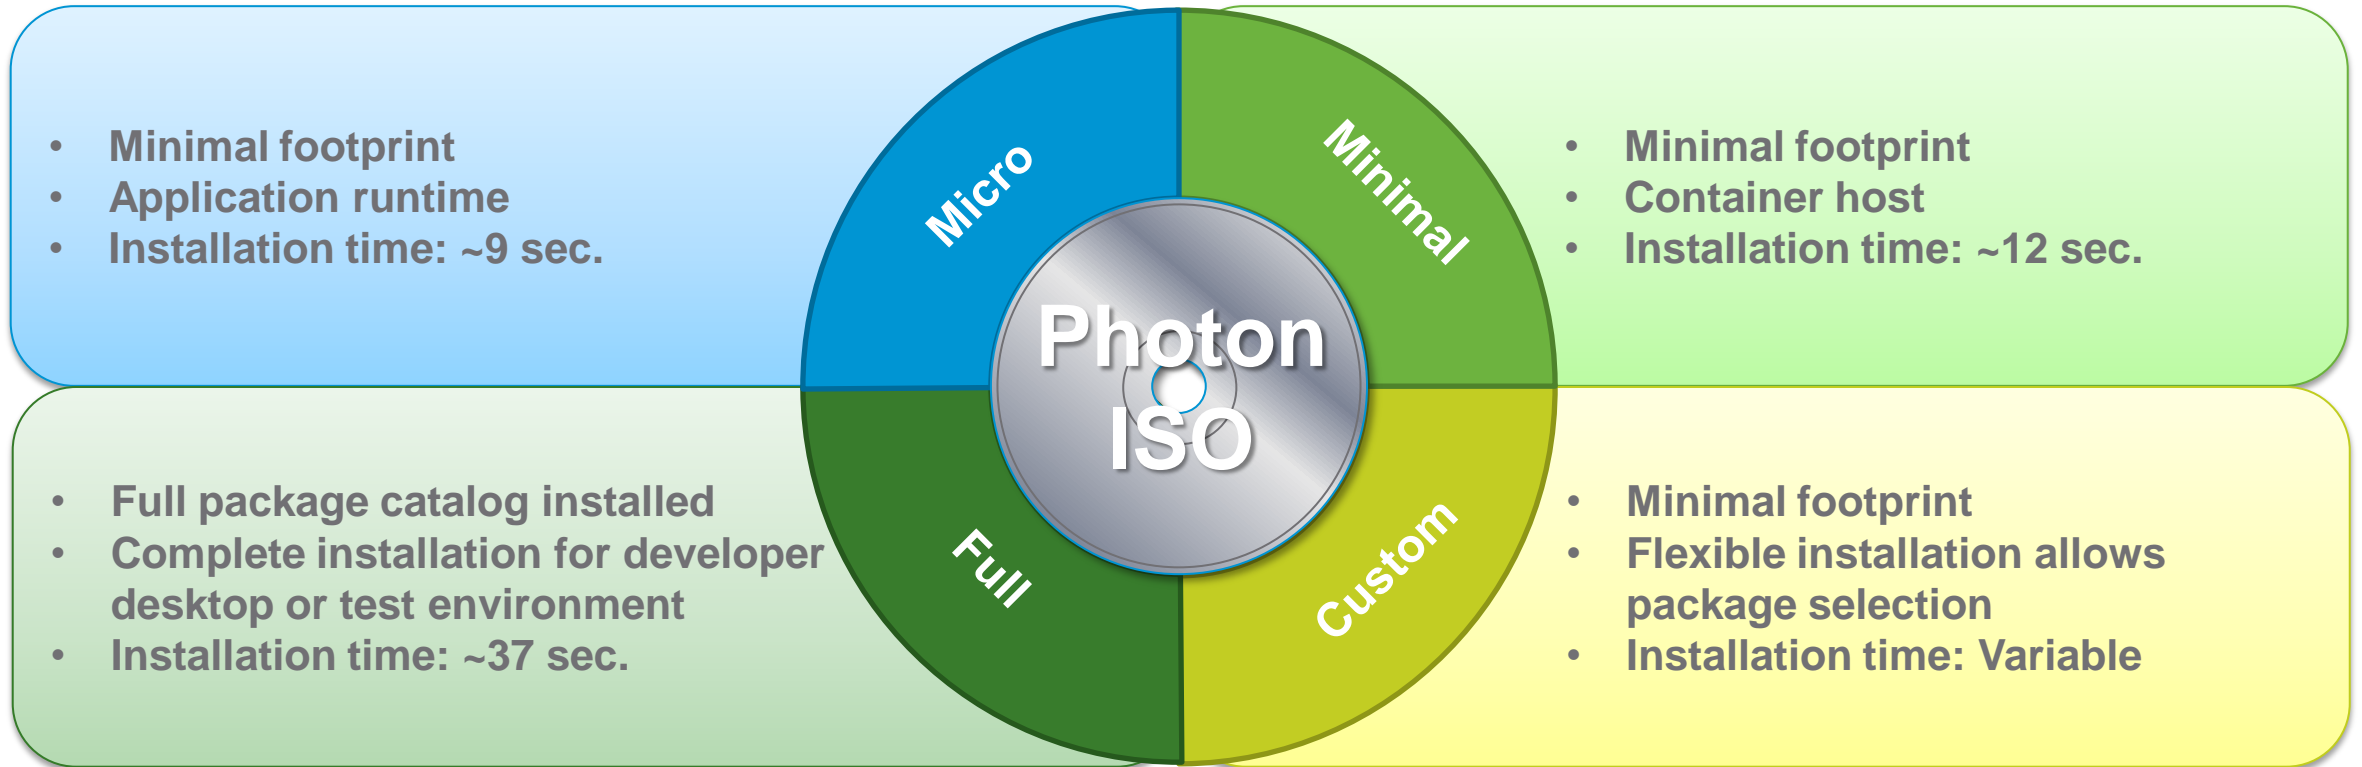 • Minimal footprint
• Application runtime
• Installation time: ~9 sec.
Micro
Minimal
• Minimal footprint
• Container host
• Installation time: ~12 sec.
Photon
ISO
• Full package catalog installed
• Complete installation for developer
desktop or test environment
• Installation time: ~37 sec.
Full
Custom
• Minimal footprint
• Flexible installation allows
package selection
• Installation time: Variable